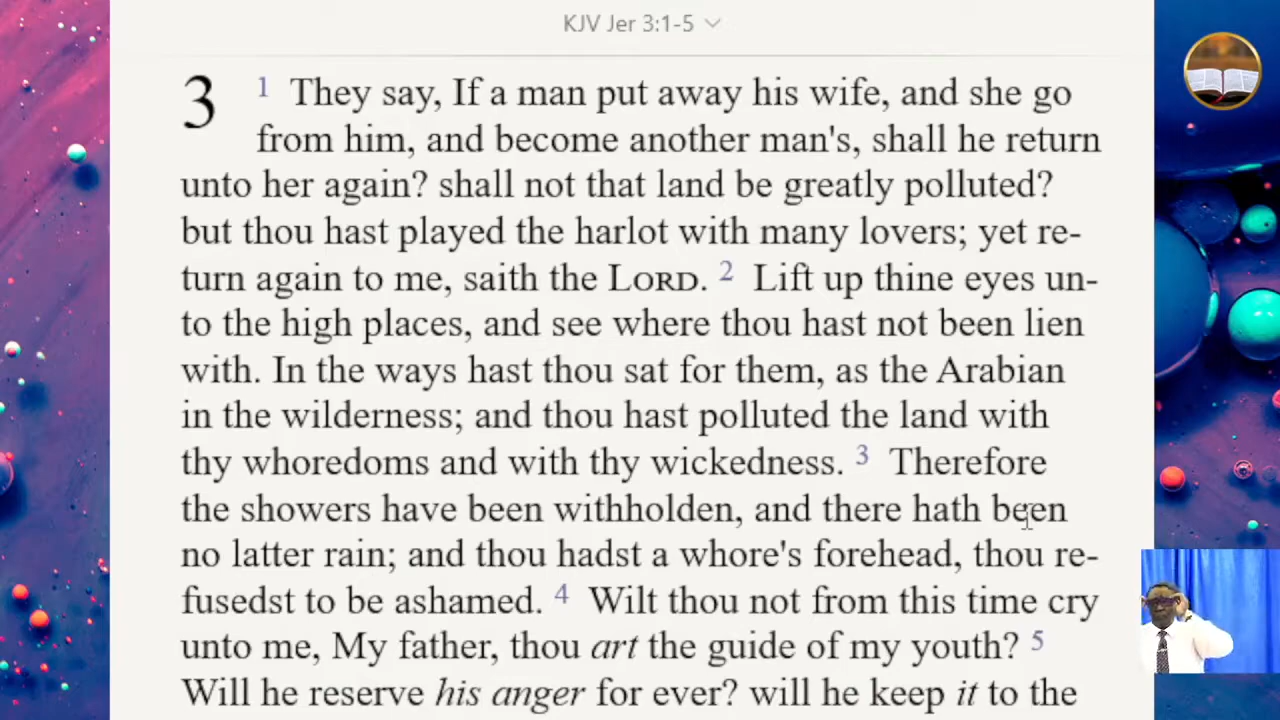 KJV Jer 3:1-5
3 1 They say, If a man put away his wife, and she go
from him, and become another man's, shall he return
unto her again? shall not that land be greatly polluted?
but thou hast played the harlot with many lovers; yet re-
turn again to me, saith the LORD. 2 Lift up thine eyes un-
to the high places, and see where thou hast not been lien
with. In the ways hast thou sat for them, as the Arabian
in the wilderness; and thou hast polluted the land with
thy whoredoms and with thy wickedness. 3 Therefore
the showers have been withholden, and there hath been
no latter rain; and thou hadst a whore's forehead, thou re-
fusedst to be ashamed. 4 Wilt thou not from this time cry
unto me, My father, thou art the guide of my youth? 5
Will he reserve his anger for ever? will he keep it to the